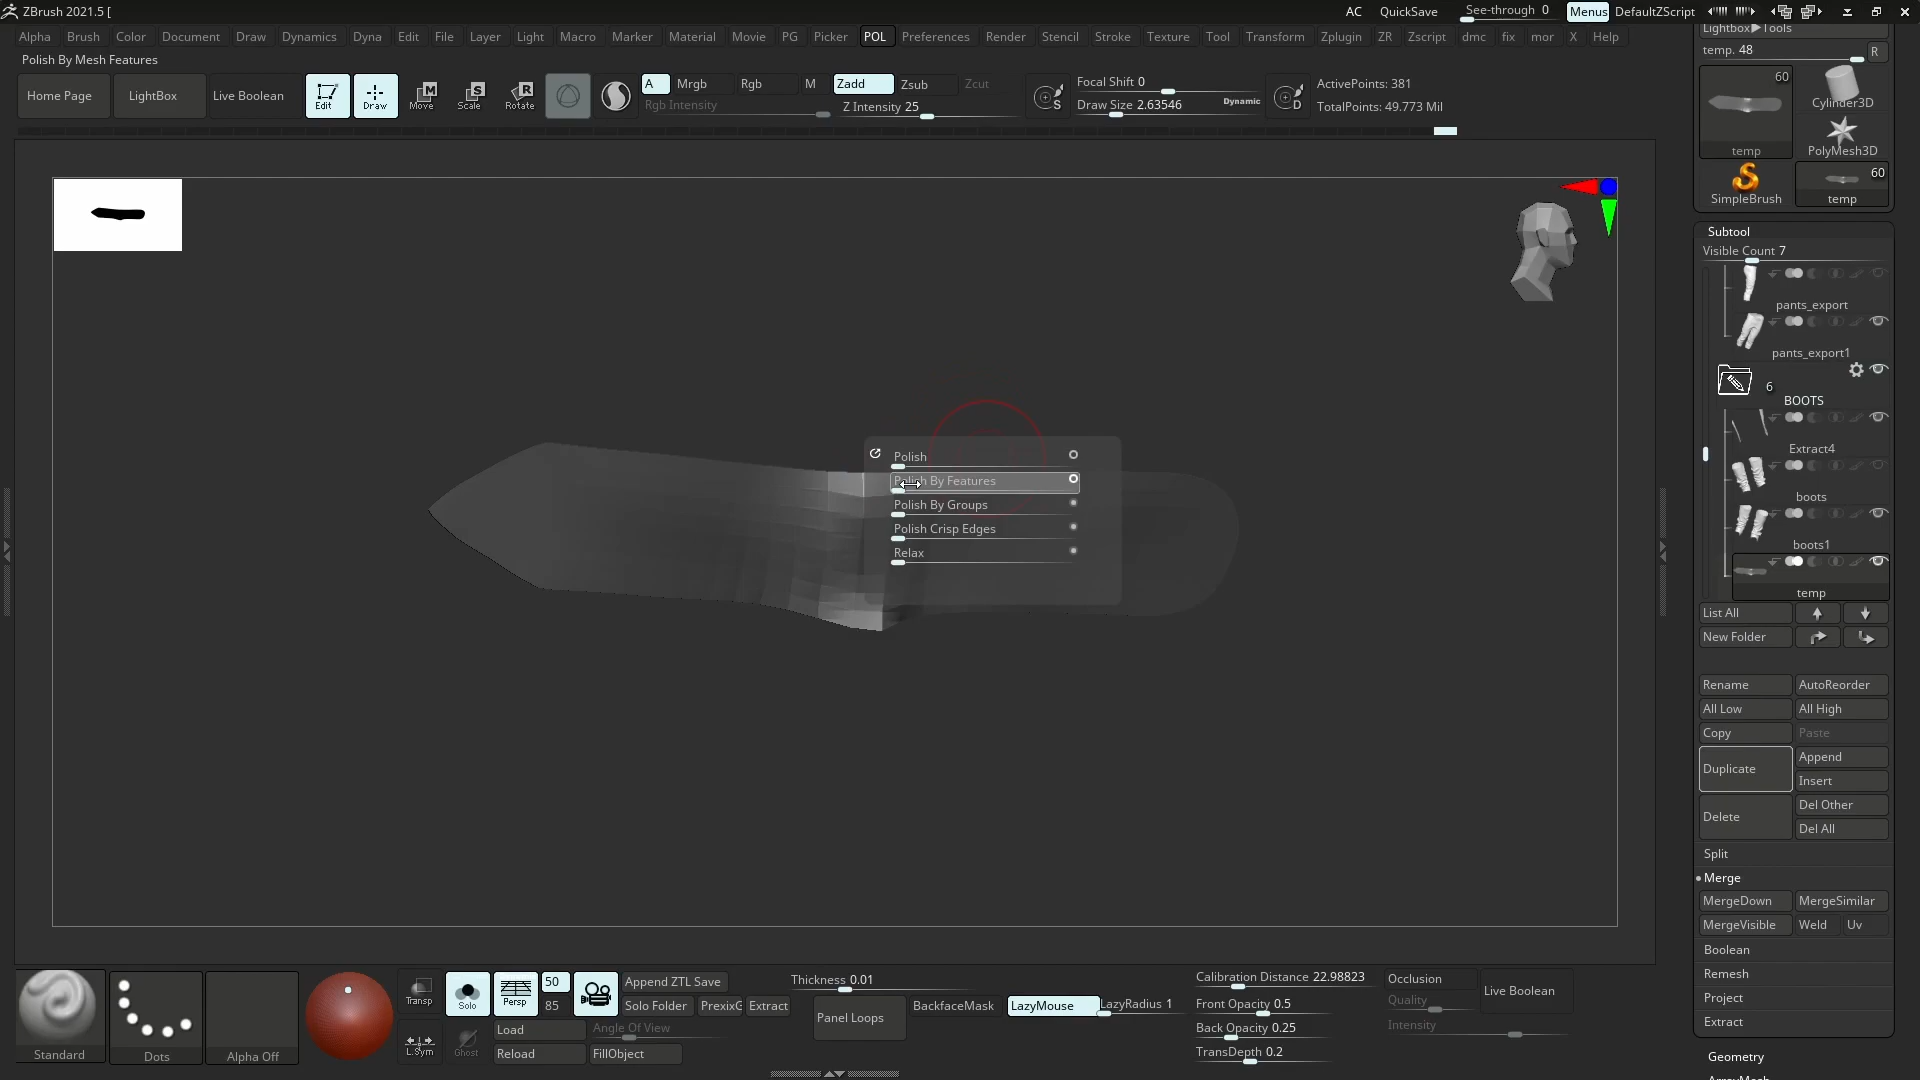 ZBrush 2021.5 [
AC QuickSave See-through 0 Menus DefaultZScript
Alpha Brush Color Document Draw Dynamics Dyna Edit File Layer Light Macro Marker Material Movie PG Picker POL Preferences Render Stencil Stroke Texture Tool Transform Zplugin ZR Zscript dmc fix mor X Help
Polish By Mesh Features
Home Page LightBox Live Boolean Edit Draw Move Scale Rotate
A Mrgb Rgb M Zadd Zsub Zcut
Rgb Intensity Z Intensity 25
Focal Shift 0
Draw Size 2.63546 Dynamic
ActivePoints: 381
TotalPoints: 49.773 Mil
Lightbox▶Tools
temp. 48 R
60
temp
Cylinder3D
PolyMesh3D
SimpleBrush
60
temp
Subtool
Visible Count 7
pants_export
pants_export1
6
BOOTS
Extract4
boots
boots1
temp
List All
New Folder
Rename AutoReorder
All Low All High
Copy Paste
Duplicate Append
Insert
Delete Del Other
Del All
Split
Merge
MergeDown MergeSimilar
MergeVisible Weld Uv
Boolean
Remesh
Project
Extract
Geometry
Polish
Polish By Features
Polish By Groups
Polish Crisp Edges
Relax
Standard
Dots
Alpha Off
Transp
L.Sym
Solo
Ghost
Persp
50
85
Load
Reload
Append ZTL Save
Solo Folder PrexixG Extract
Angle Of View
FillObject
Thickness 0.01
Panel Loops
BackfaceMask LazyMouse LazyRadius 1
Calibration Distance 22.98823
Front Opacity 0.5
Back Opacity 0.25
TransDepth 0.2
Occlusion
Quality
Intensity
Live Boolean